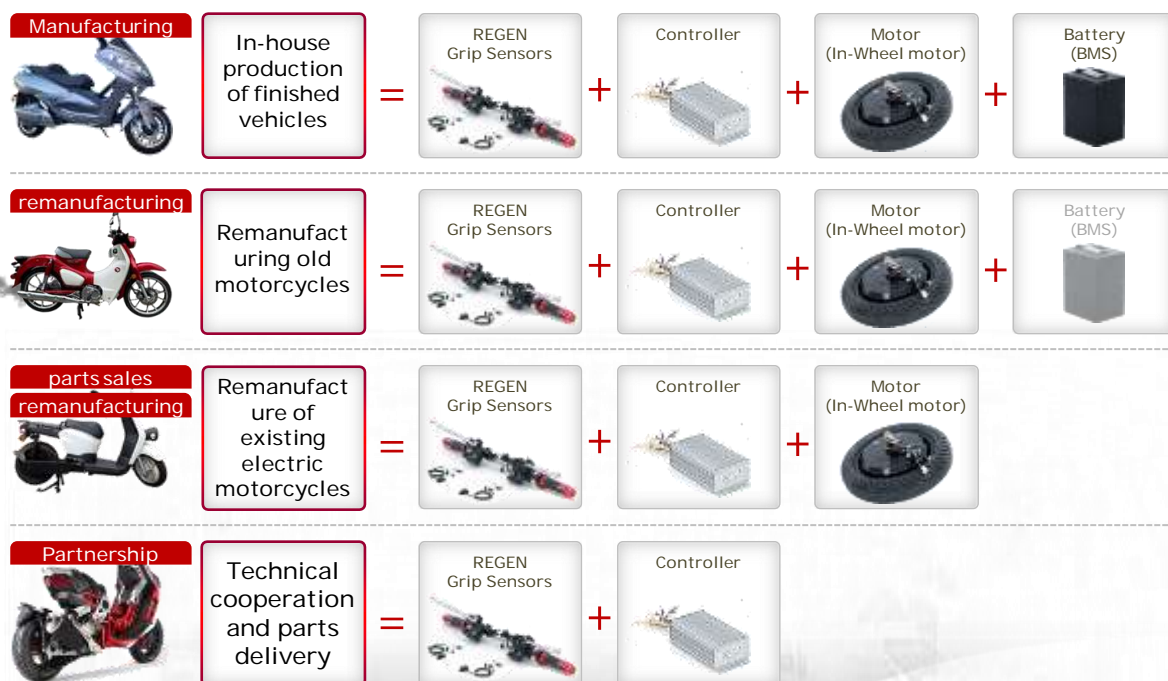 Manufacturing
In-house
production
of finished
vehicles
=
REGEN
Grip Sensors
+
Controller
+
Motor
(In-Wheel motor)
+
Battery
(BMS)
remanufacturing
Remanufact
uring old
motorcycles
=
REGEN
Grip Sensors
+
Controller
+
Motor
(In-Wheel motor)
+
Battery
(BMS)
parts sales
remanufacturing
Remanufact
ure of
existing
electric
motorcycles
=
REGEN
Grip Sensors
+
Controller
+
Motor
(In-Wheel motor)
Partnership
Technical
cooperation
and parts
delivery
=
REGEN
Grip Sensors
+
Controller